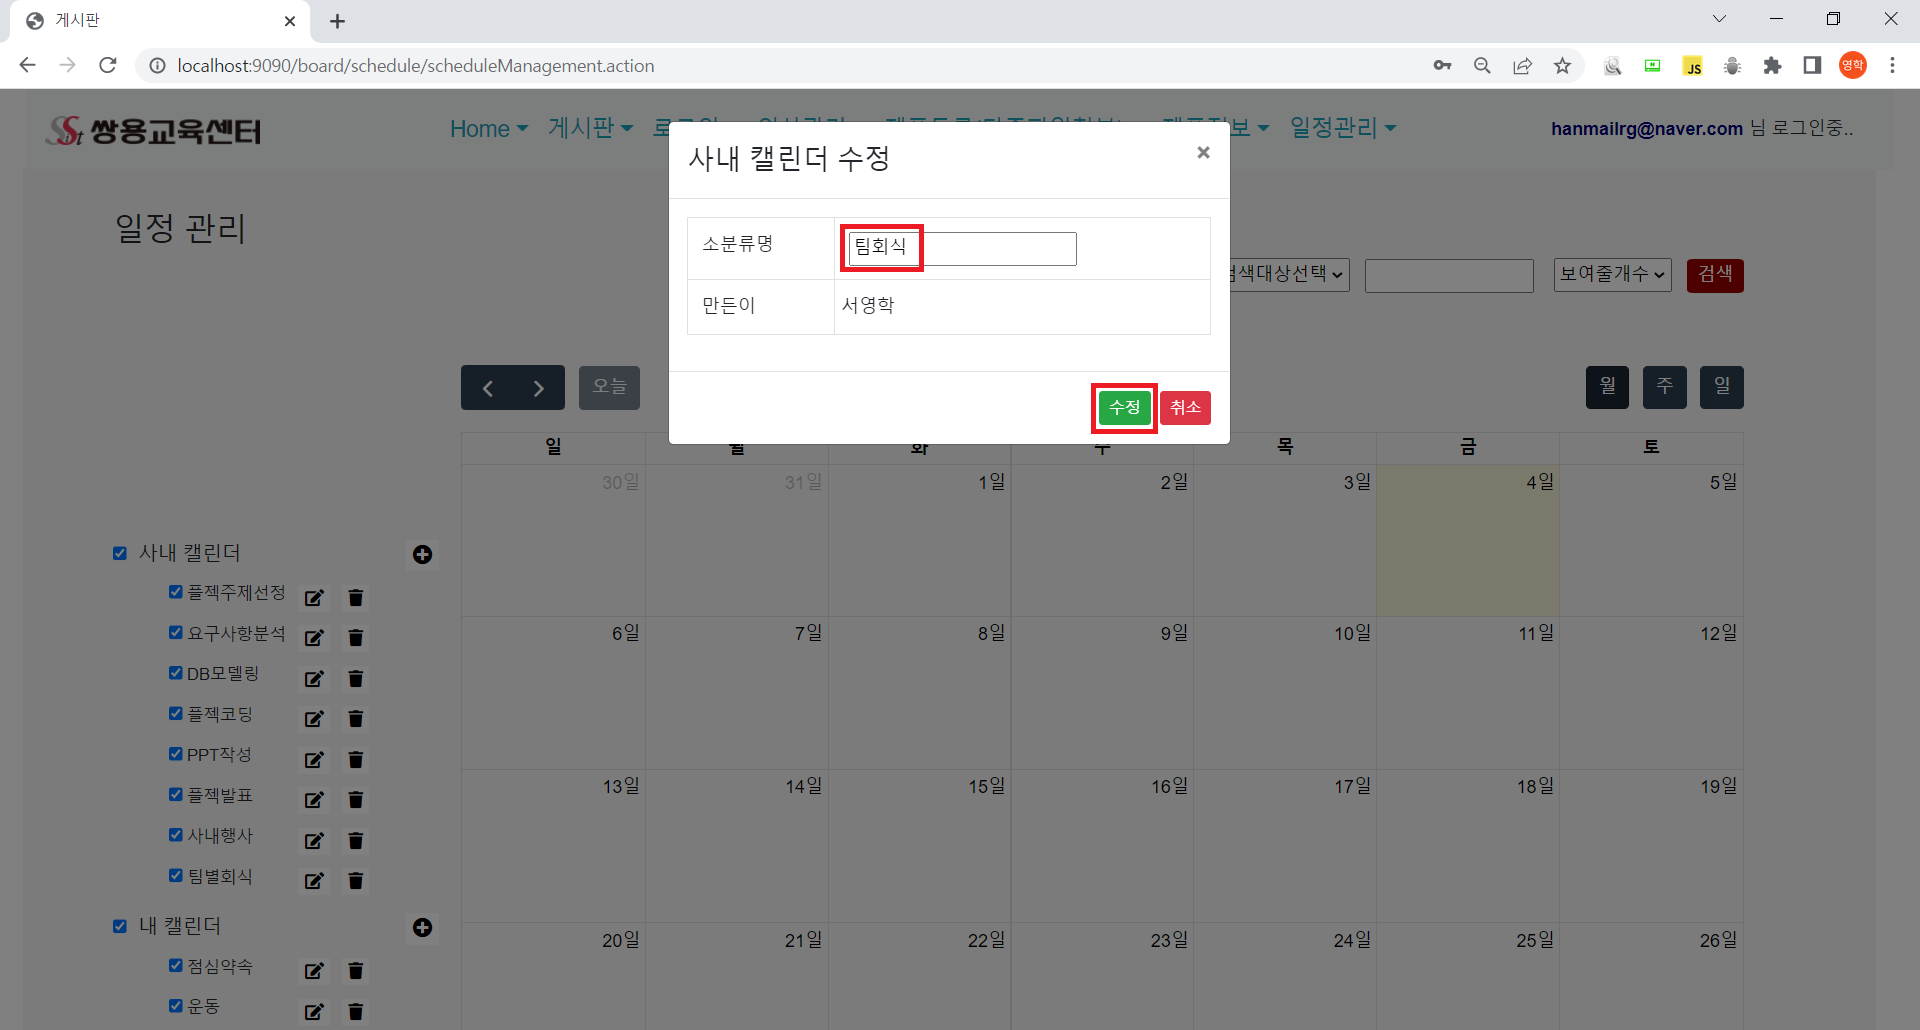 게시판
localhost:9090/board/schedule/scheduleManagement.action
JS
영학
SiSt 쌍용교육센터
Home 게시판 일정관리
hanmailrg@naver.com 님 로그인중..
사내 캘린더 수정 ×
일정 관리
소분류명 팀회식
검색대상선택 보여줄개수 검색
만든이 서영학
오늘 월 주 일
수정 취소
일 월 화 수 목 금 토
30일 31일 1일 2일 3일 4일 5일
사내 캘린더
플젝주제선정
요구사항분석
6일 7일 8일 9일 10일 11일 12일
DB모델링
플젝코딩
PPT작성
플젝발표
13일 14일 15일 16일 17일 18일 19일
사내행사
팀별회식
내 캘린더
20일 21일 22일 23일 24일 25일 26일
점심약속
운동